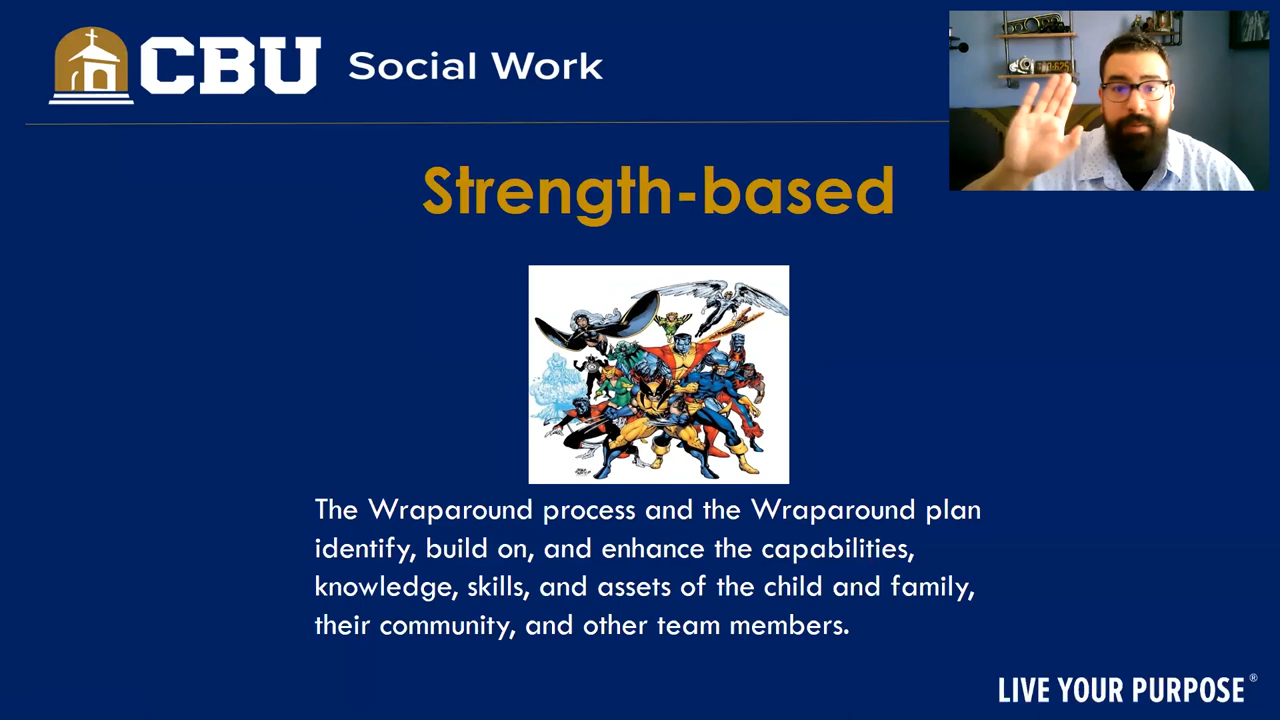 CBU Social Work
Strength-based
The Wraparound process and the Wraparound plan
identify, build on, and enhance the capabilities,
knowledge, skills, and assets of the child and family,
their community, and other team members.
LIVE YOUR PURPOSE®